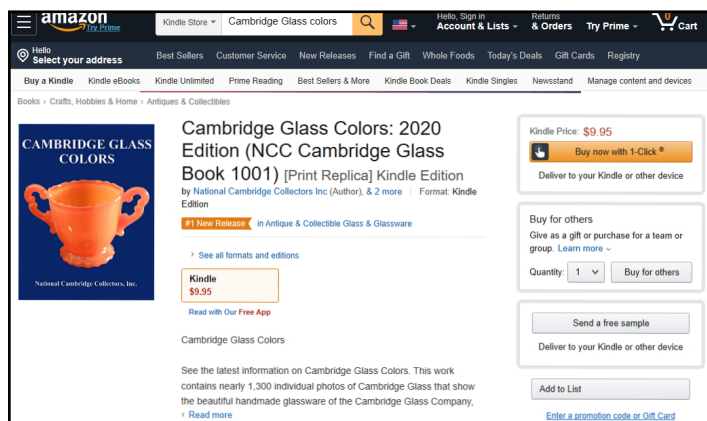 amazon
Try Prime
Kindle Store
Cambridge Glass colors
Hello, Sign in
Account & Lists
Returns
& Orders
Try Prime
0
Cart
Hello
Select your address
Best Sellers Customer Service New Releases Find a Gift Whole Foods Today's Deals Gift Cards Registry
Buy a Kindle Kindle eBooks Kindle Unlimited Prime Reading Best Sellers & More Kindle Book Deals Kindle Singles Newsstand Manage content and devices
Books › Crafts, Hobbies & Home › Antiques & Collectibles
CAMBRIDGE GLASS
COLORS
National Cambridge Collectors, Inc.
Cambridge Glass Colors: 2020
Edition (NCC Cambridge Glass
Book 1001) [Print Replica] Kindle Edition
by National Cambridge Collectors Inc (Author), & 2 more | Format: Kindle
Edition
#1 New Release in Antique & Collectible Glass & Glassware
› See all formats and editions
Kindle
$9.95
Read with Our Free App
Cambridge Glass Colors
See the latest information on Cambridge Glass Colors. This work
contains nearly 1,300 individual photos of Cambridge Glass that show
the beautiful handmade glassware of the Cambridge Glass Company,
‹ Read more
Kindle Price: $9.95
Buy now with 1-Click ®
Deliver to your Kindle or other device
Buy for others
Give as a gift or purchase for a team or
group. Learn more
Quantity: 1
Buy for others
Send a free sample
Deliver to your Kindle or other device
Add to List
Enter a promotion code or Gift Card